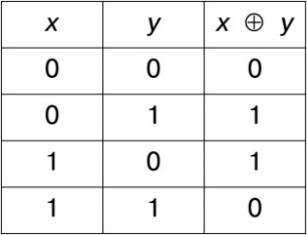 x y x ⊕ y
0 0 0
0 1 1
1 0 1
1 1 0